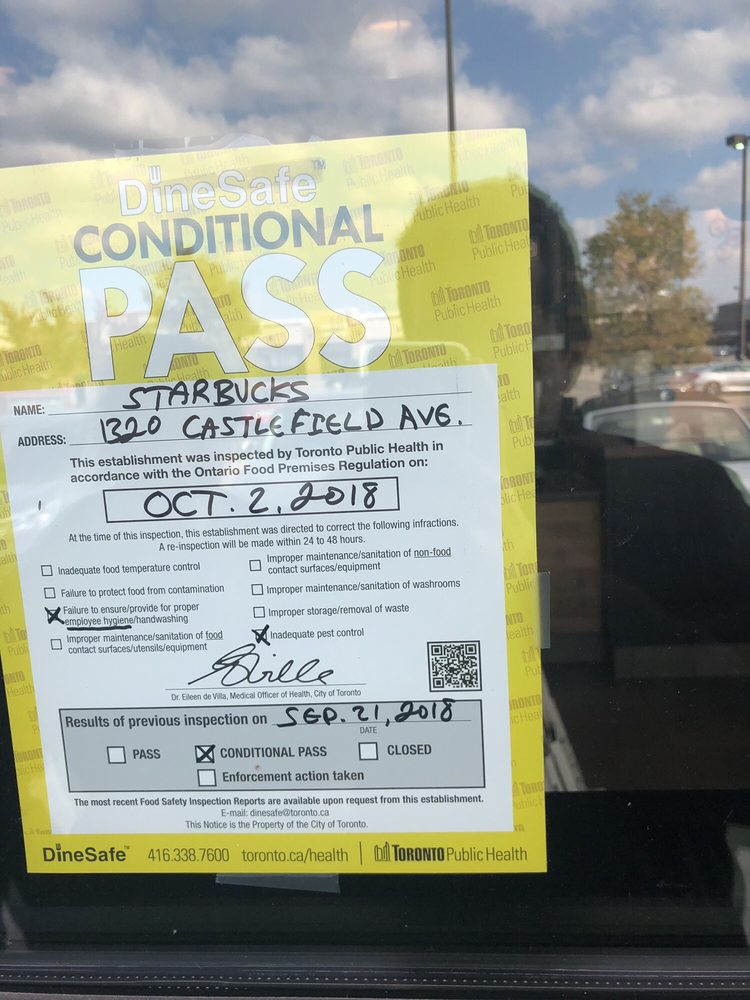 DineSafe™
CONDITIONAL
PASS
NAME: STARBUCKS
ADDRESS: 1320 CASTLEFIELD AVE.
This establishment was inspected by Toronto Public Health in
accordance with the Ontario Food Premises Regulation on:
OCT. 2, 2018
At the time of this inspection, this establishment was directed to correct the following infractions.
A re-inspection will be made within 24 to 48 hours.
Inadequate food temperature control
Failure to protect food from contamination
Failure to ensure/provide for proper
employee hygiene/handwashing
Improper maintenance/sanitation of food
contact surfaces/utensils/equipment
Improper maintenance/sanitation of non-food
contact surfaces/equipment
Improper maintenance/sanitation of washrooms
Improper storage/removal of waste
Inadequate pest control
Dr. Eileen de Villa, Medical Officer of Health, City of Toronto
Results of previous inspection on SEP. 21, 2018
DATE
PASS CONDITIONAL PASS CLOSED
Enforcement action taken
The most recent Food Safety Inspection Reports are available upon request from this establishment.
E-mail: dinesafe@toronto.ca
This Notice is the Property of the City of Toronto.
DineSafe™ 416.338.7600 toronto.ca/health TORONTO Public Health